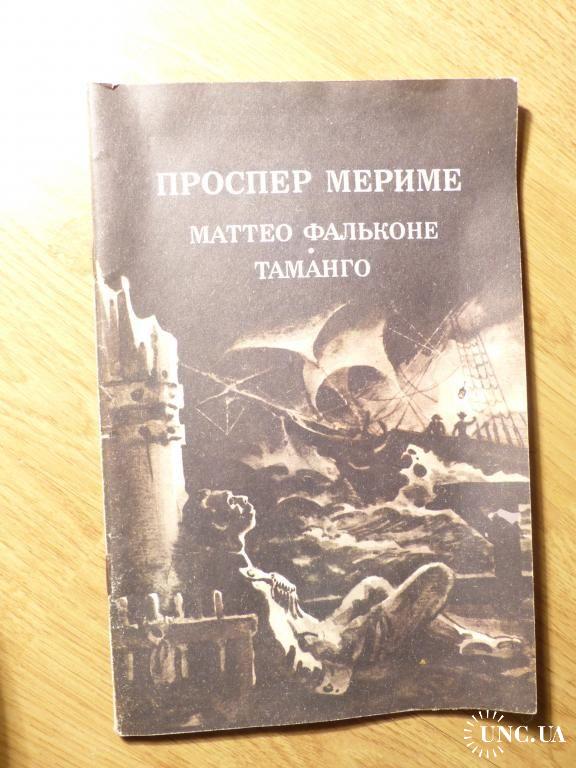 ПРОСПЕР МЕРИМЕ
МАТТЕО ФАЛЬКОНЕ
•
ТАМАНГО
UNC.UA